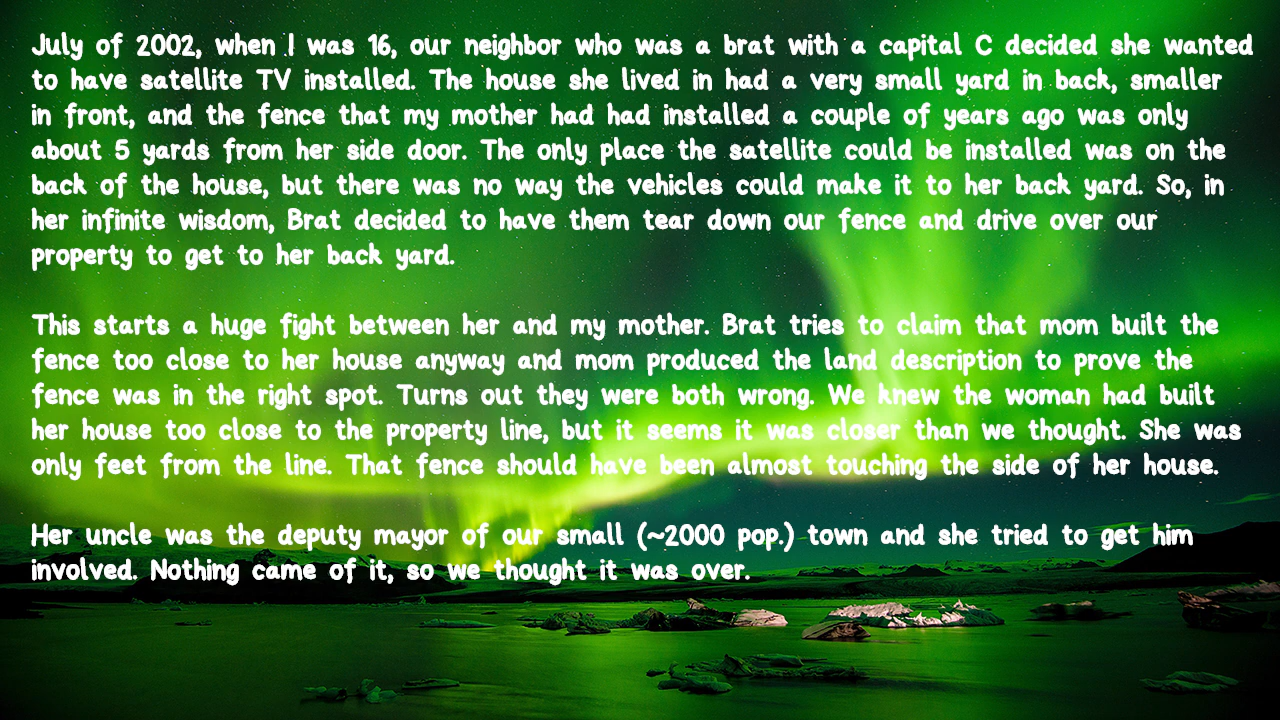 July of 2002, when I was 16, our neighbor who was a brat with a capital C decided she wanted
to have satellite TV installed. The house she lived in had a very small yard in back, smaller
in front, and the fence that my mother had had installed a couple of years ago was only
about 5 yards from her side door. The only place the satellite could be installed was on the
back of the house, but there was no way the vehicles could make it to her back yard. So, in
her infinite wisdom, Brat decided to have them tear down our fence and drive over our
property to get to her back yard.
This starts a huge fight between her and my mother. Brat tries to claim that mom built the
fence too close to her house anyway and mom produced the land description to prove the
fence was in the right spot. Turns out they were both wrong. We knew the woman had built
her house too close to the property line, but it seems it was closer than we thought. She was
only feet from the line. That fence should have been almost touching the side of her house.
Her uncle was the deputy mayor of our small (~2000 pop.) town and she tried to get him
involved. Nothing came of it, so we thought it was over.